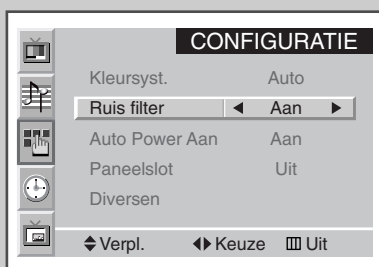 CONFIGURATIE
Kleursyst. Auto
Ruis filter ◀ Aan ▶
Auto Power Aan Aan
Paneelslot Uit
Diversen
Verpl. Keuze Uit